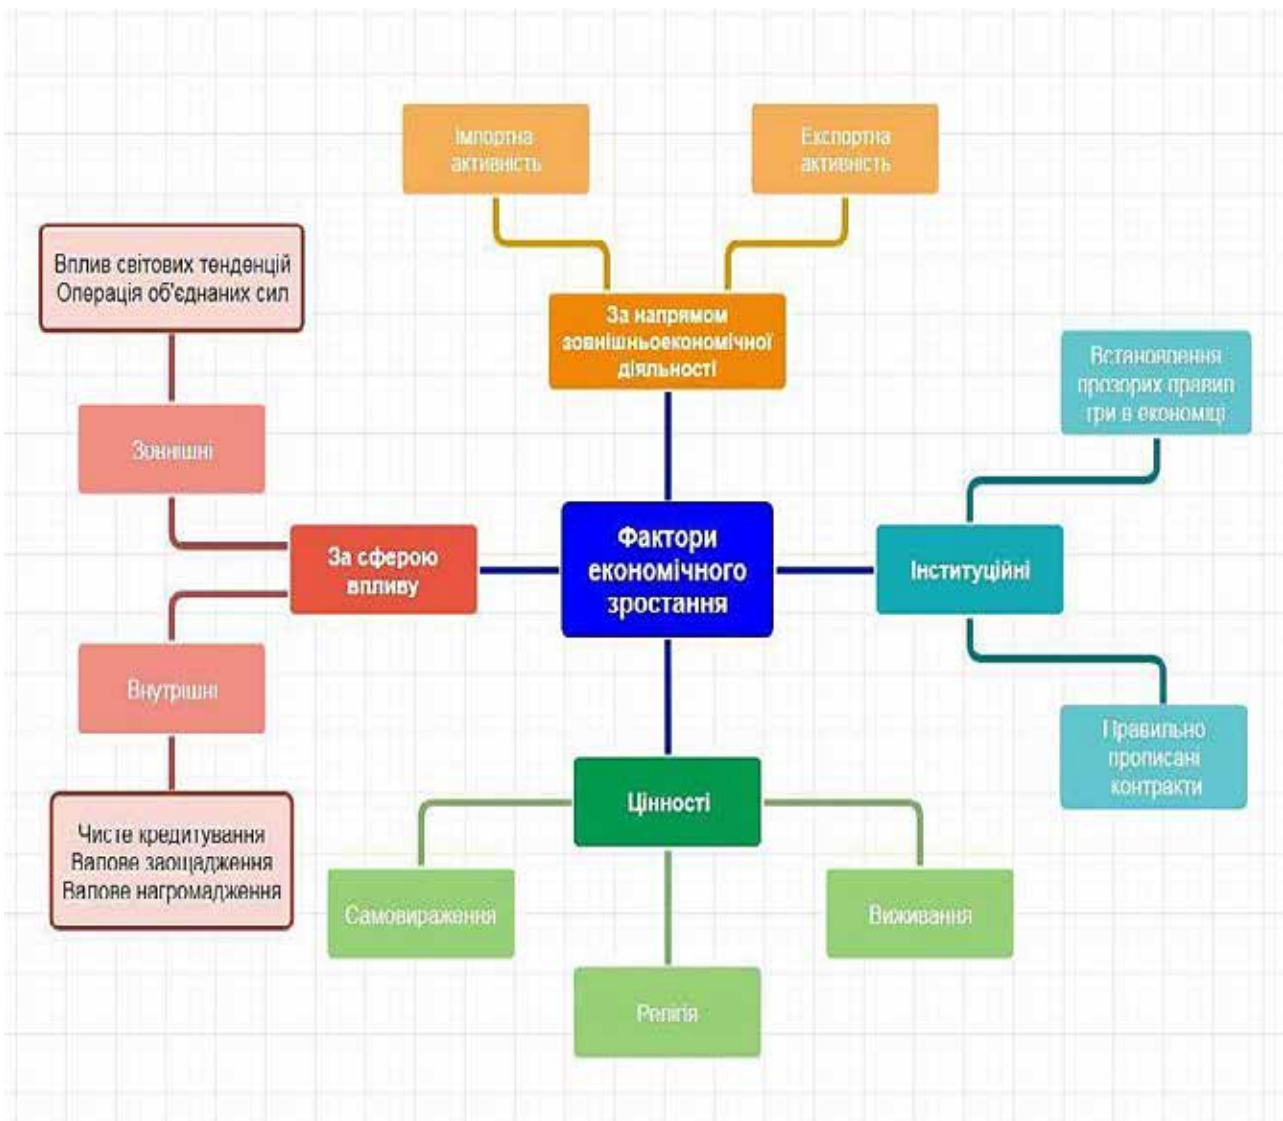 Імпортна
активність
Експортна
активність
Вплив світових тенденцій
Операція об'єднаних сил
За напрямом
зовнішньоекономічної
діяльності
Встановлення
прозорих правил
гри в економіці
Зовнішні
За сферою
впливу
Фактори
економічного
зростання
Інституційні
Внутрішні
Правильно
прописані
контракти
Цінності
Чисте кредитування
Валове заощадження
Валове нагромадження
Самовираження
Виживання
Релігія